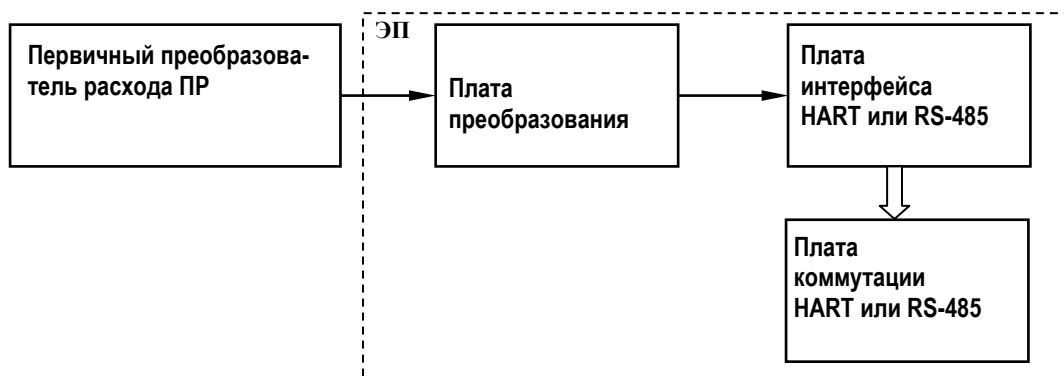 ЭП
Первичный преобразова-
тель расхода ПР
Плата
преобразования
Плата
интерфейса
HART или RS-485
Плата
коммутации
HART или RS-485